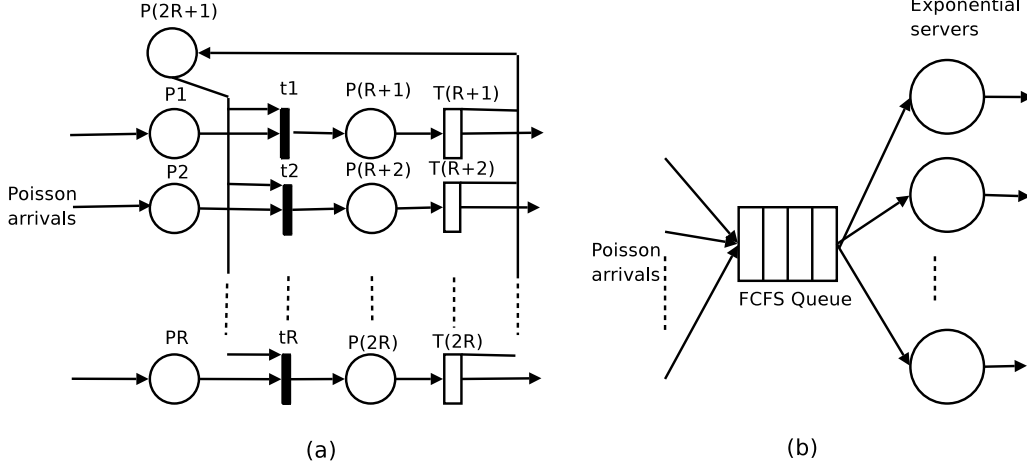 P(2R+1)
P1
t1
P(R+1)
T(R+1)
P2
t2
P(R+2)
T(R+2)
Poisson
arrivals
PR
tR
P(2R)
T(2R)
(a)
Exponential
servers
Poisson
arrivals
FCFS Queue
(b)